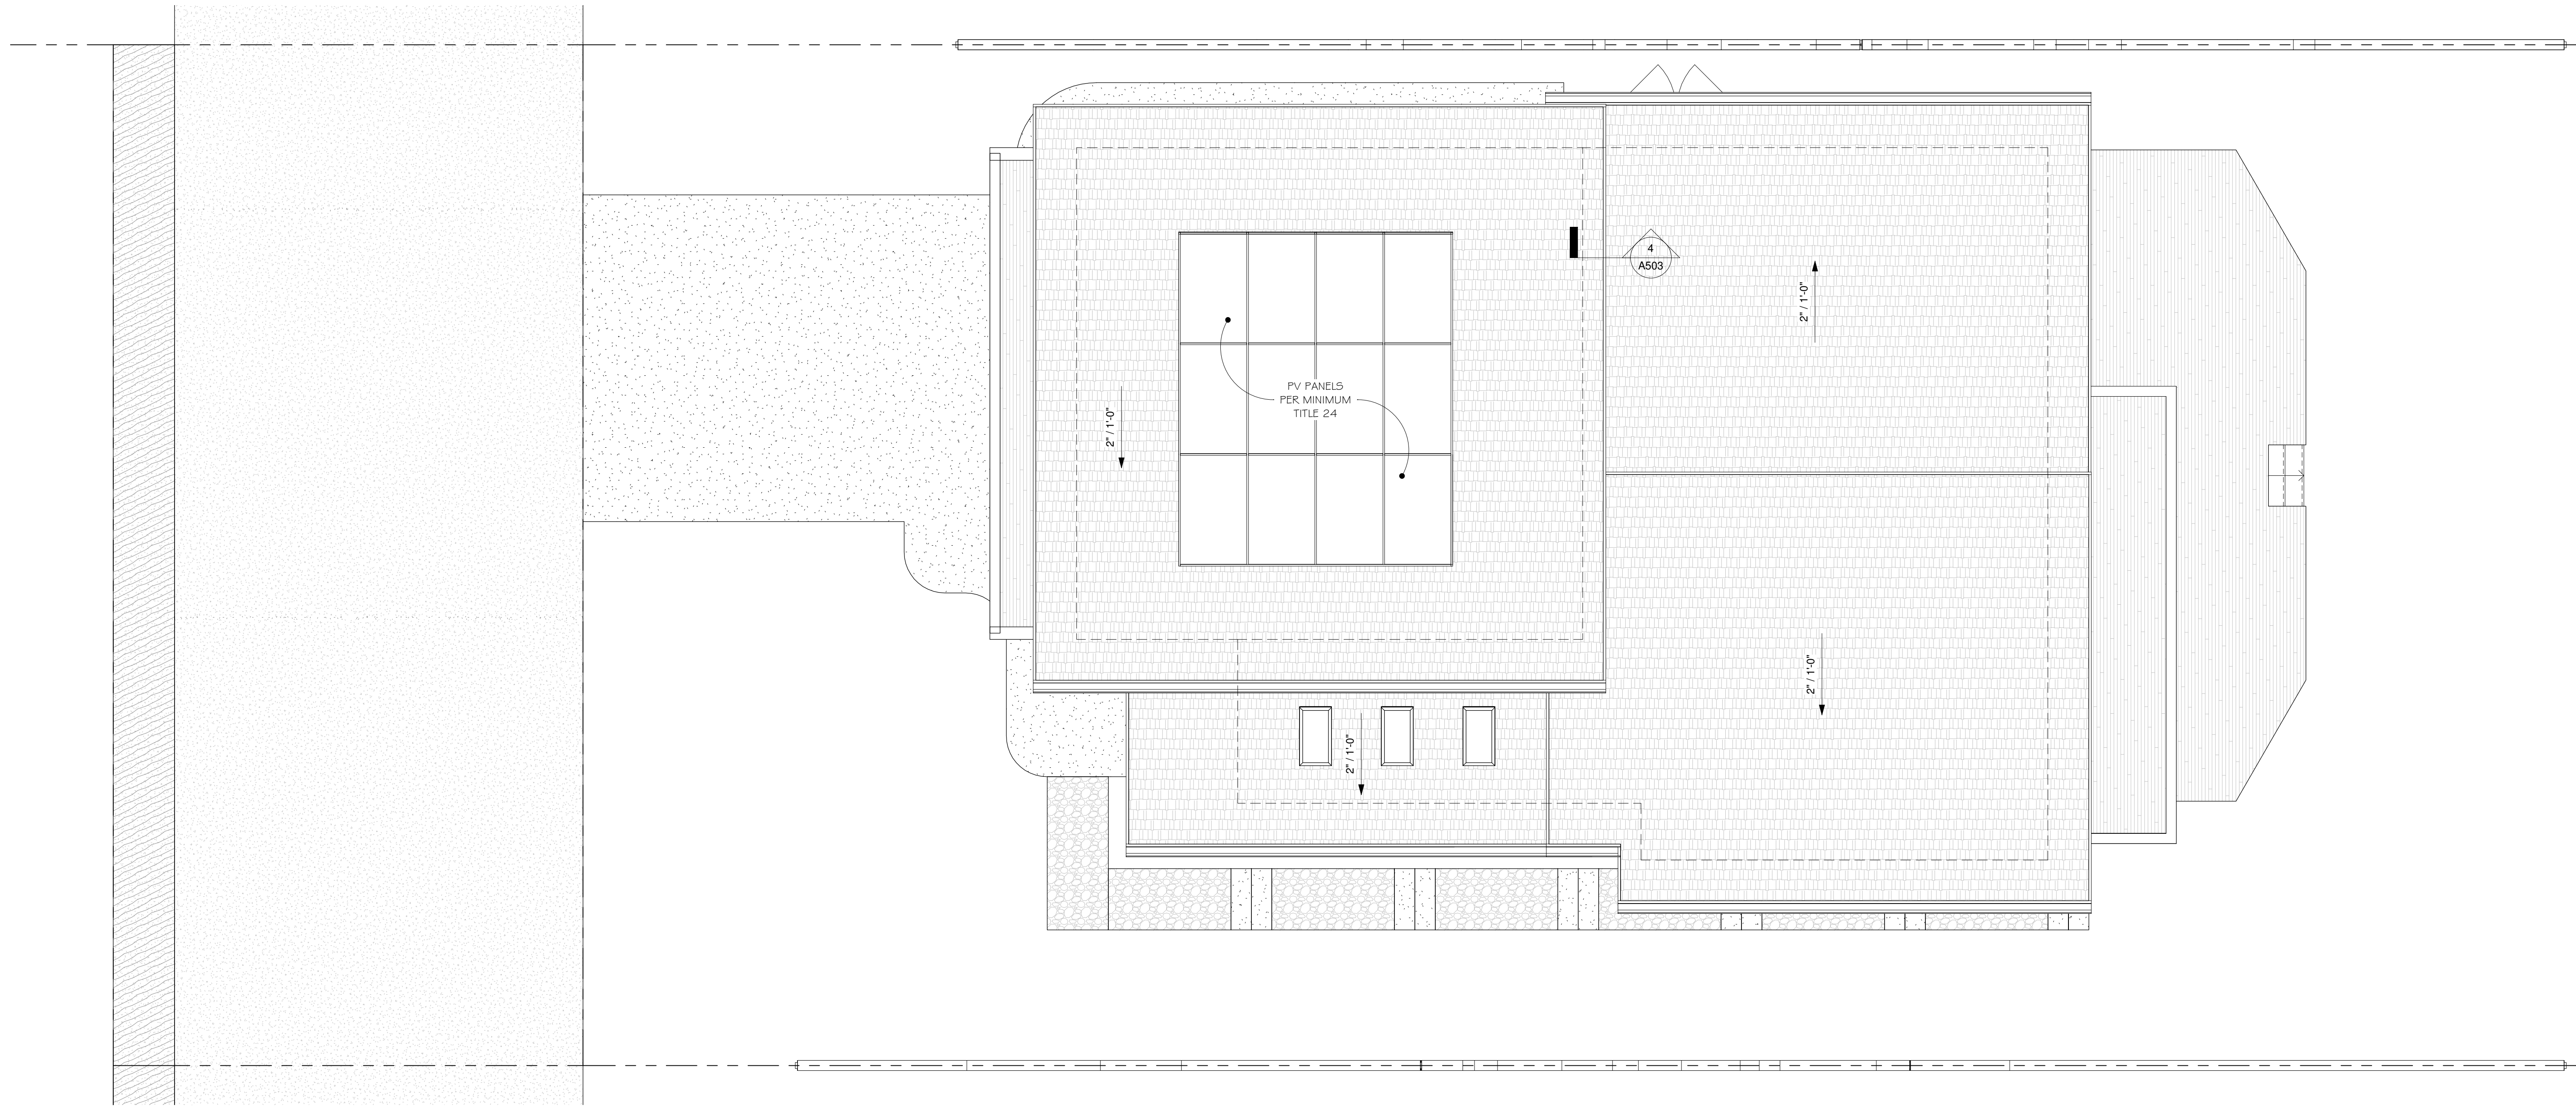 4
A503
2" / 1'-0"
PV PANELS
PER MINIMUM
TITLE 24
2" / 1'-0"
2" / 1'-0"
2" / 1'-0"